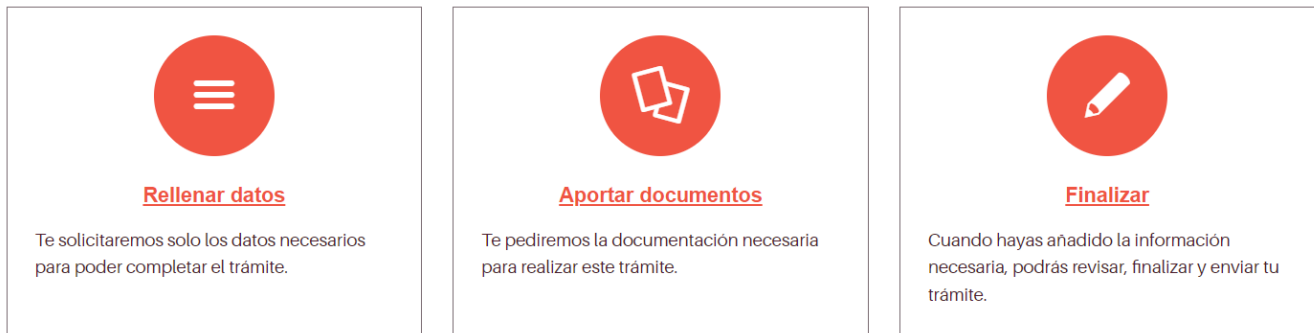 Rellenar datos
Te solicitaremos solo los datos necesarios
para poder completar el trámite.
Aportar documentos
Te pediremos la documentación necesaria
para realizar este trámite.
Finalizar
Cuando hayas añadido la información
necesaria, podrás revisar, finalizar y enviar tu
trámite.